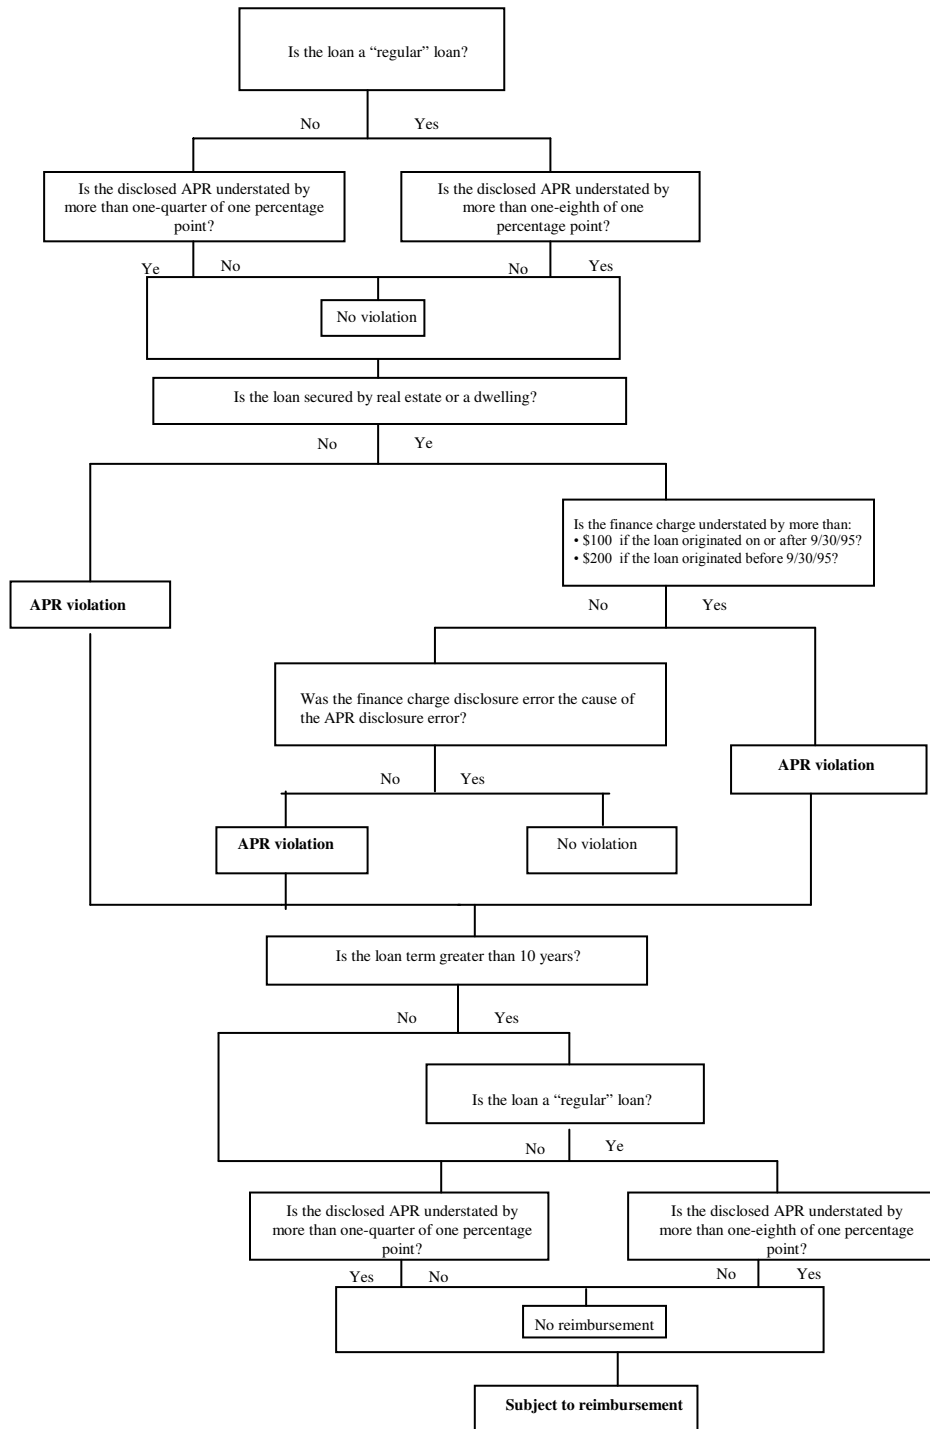 Is the loan a “regular” loan?
No
Yes
Is the disclosed APR understated by
more than one-quarter of one percentage
point?
Is the disclosed APR understated by
more than one-eighth of one
percentage point?
Ye
No
No
Yes
No violation
Is the loan secured by real estate or a dwelling?
No
Ye
Is the finance charge understated by more than:
• $100 if the loan originated on or after 9/30/95?
• $200 if the loan originated before 9/30/95?
APR violation
No
Yes
Was the finance charge disclosure error the cause of
the APR disclosure error?
APR violation
No
Yes
APR violation
No violation
Is the loan term greater than 10 years?
No
Yes
Is the loan a “regular” loan?
No
Ye
Is the disclosed APR understated by
more than one-quarter of one percentage
point?
Is the disclosed APR understated by
more than one-eighth of one percentage
point?
Yes
No
No
Yes
No reimbursement
Subject to reimbursement